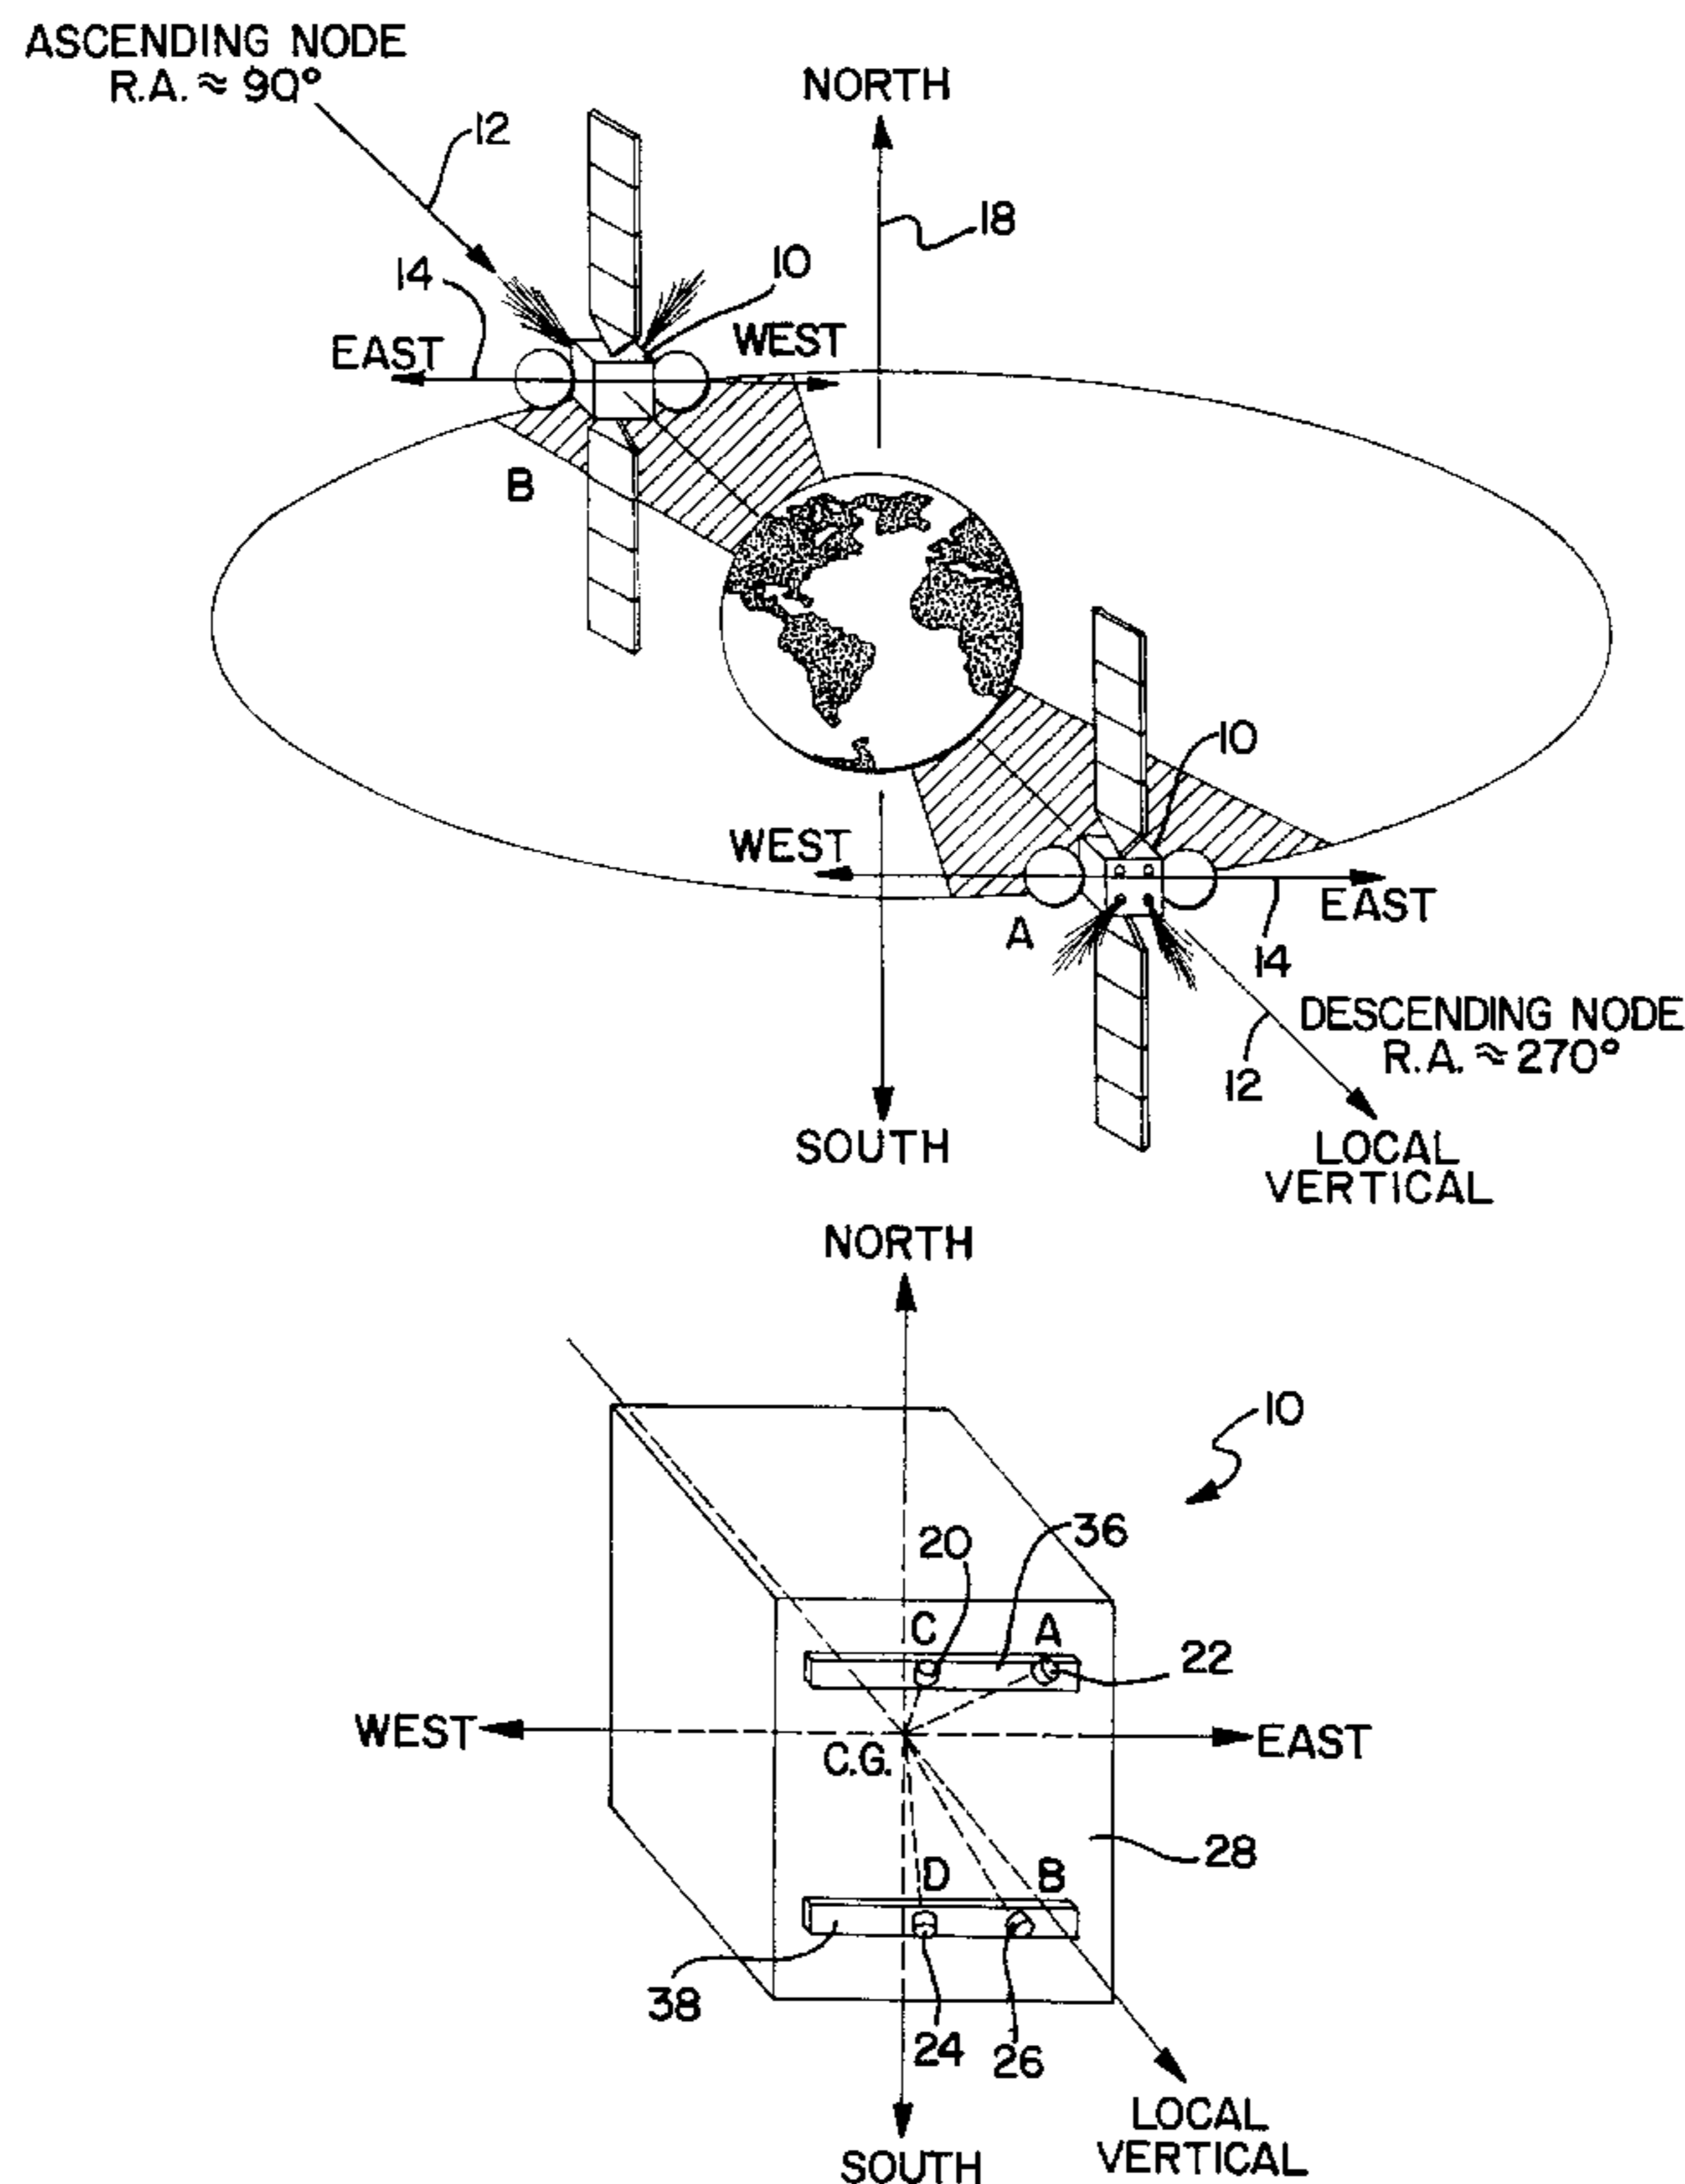 ASCENDING NODE
R.A. ≈ 90°
12
NORTH
18
14
10
EAST
WEST
B
10
WEST
EAST
A
14
DESCENDING NODE
R.A. ≈ 270°
12
SOUTH
LOCAL
VERTICAL
NORTH
10
20
36
C
A
22
WEST
EAST
C.G.
28
D
B
38
24
26
LOCAL
VERTICAL
SOUTH